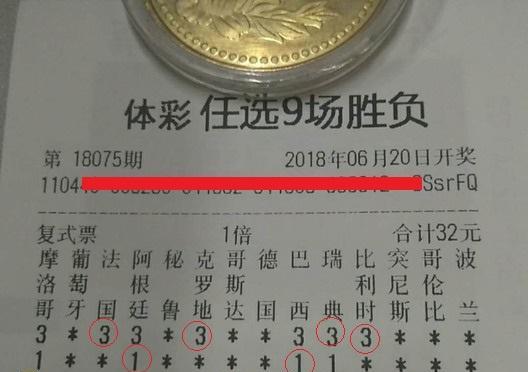 体彩 任选9场胜负
第 18075期 2018年06月20日开奖
1104 SsrFQ
复式票 1倍 合计32元
摩 葡 法 阿 秘 克 哥 德 巴 瑞 比 突 哥 波
洛 萄 根 罗 斯 利 尼 伦
哥 牙 国 廷 鲁 地 达 国 西 典 时 斯 比 兰
3 * 3 3 * 3 * * 3 3 3 * * *
1 * 1 * * * 1 1 * * *